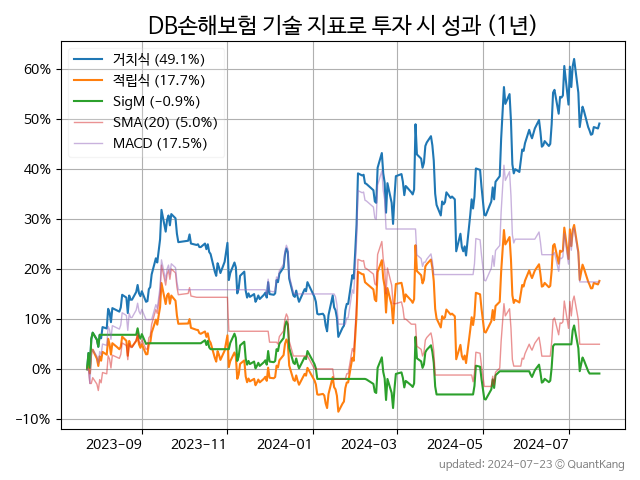 DB손해보험 기술 지표로 투자 시 성과 (1년)
거치식 (49.1%)
적립식 (17.7%)
SigM (−0.9%)
SMA(20) (5.0%)
MACD (17.5%)
60%
50%
40%
30%
20%
10%
0%
−10%
2023-09 2023-11 2024-01 2024-03 2024-05 2024-07
updated: 2024-07-23 ⓒ QuantKang